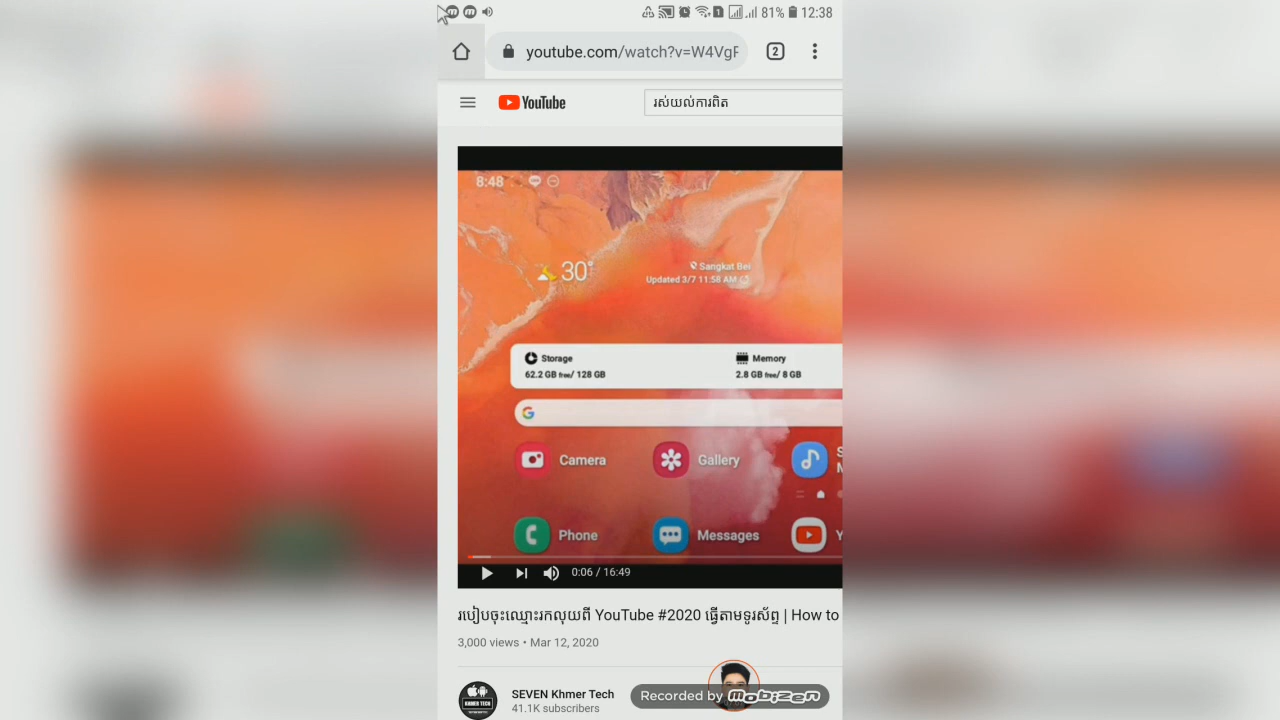 81% 12:38
youtube.com/watch?v=W4VgF
2
YouTube
រស់យល់ការពិត
8:48
30°
Sangkat Bei
Updated 3/7 11:58 AM
Storage
Memory
62.2 GB free/ 128 GB
2.8 GB free/ 8 GB
G
Camera
Gallery
S
M
Phone
Messages
Y
0:06 / 16:49
របៀបចុះឈ្មោះរកលុយពី YouTube #2020 ធ្វើតាមទូរស័ព្ទ | How to
3,000 views • Mar 12, 2020
KHMER TECH
SEVEN Khmer Tech
41.1K subscribers
Recorded by mobizen